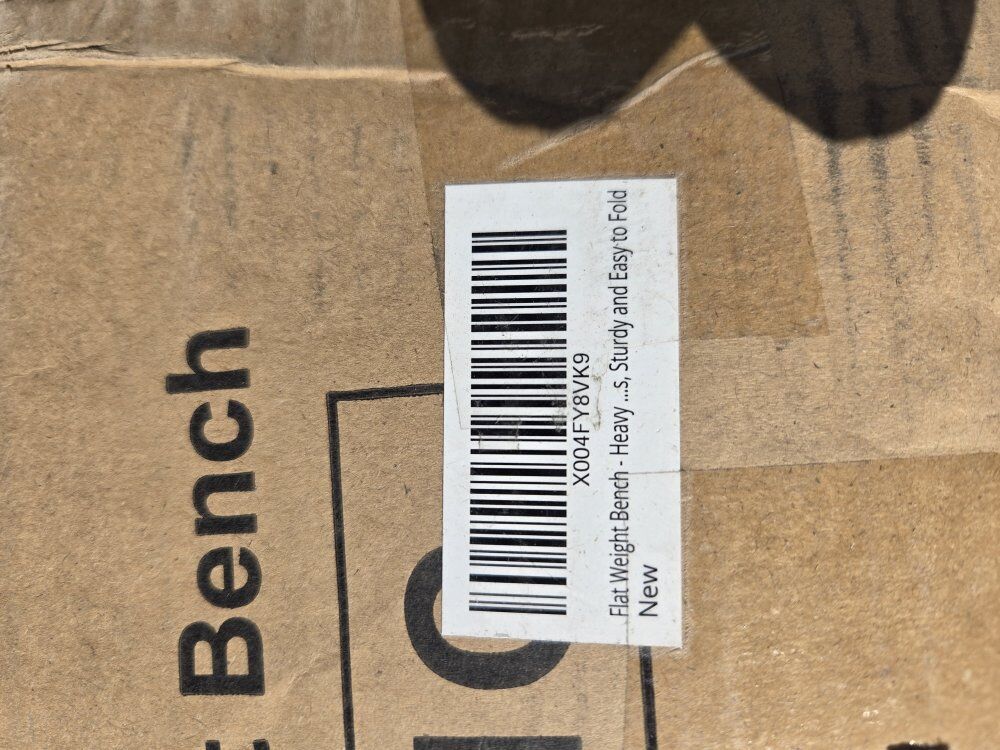 Bench
X004FY8VK9
Flat Weight Bench - Heavy ...s, Sturdy and Easy to Fold
New